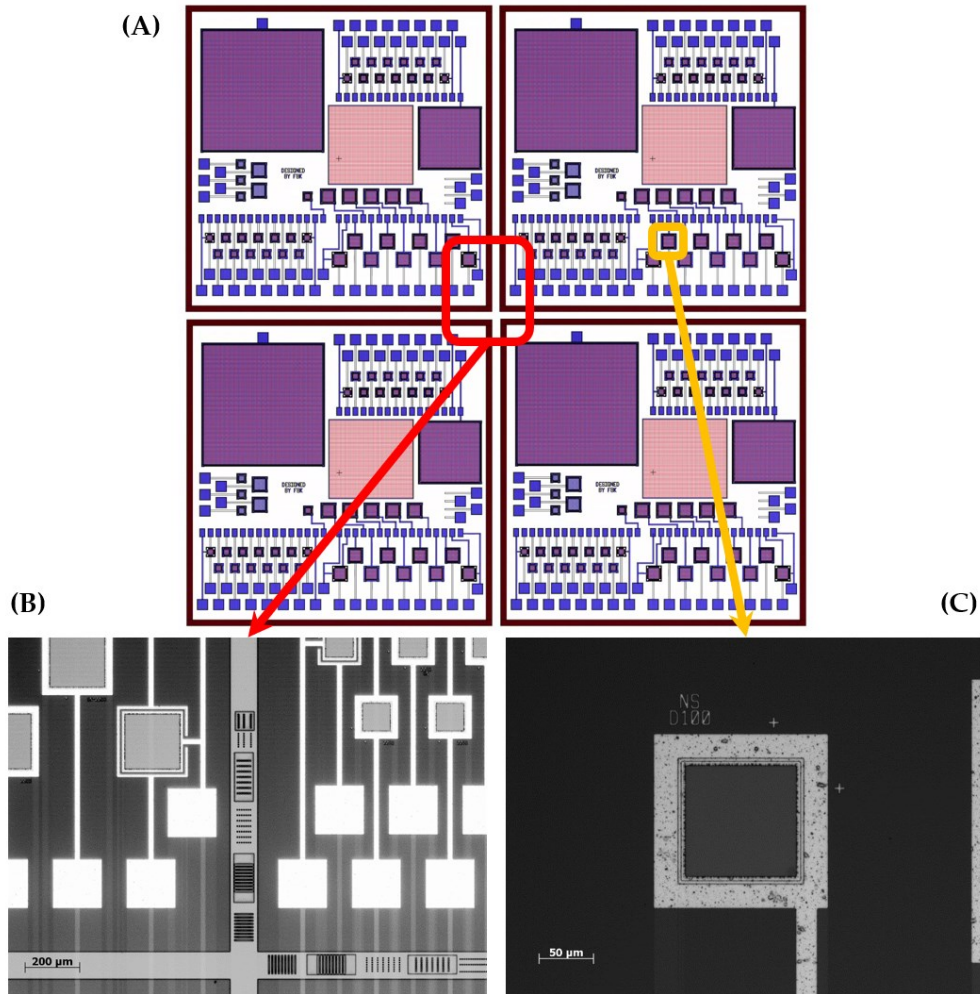 (A)
DESIGNED
BY FBK
DESIGNED
BY FBK
DESIGNED
BY FBK
DESIGNED
BY FBK
(B)
(C)
200 µm
NS
D100
50 µm